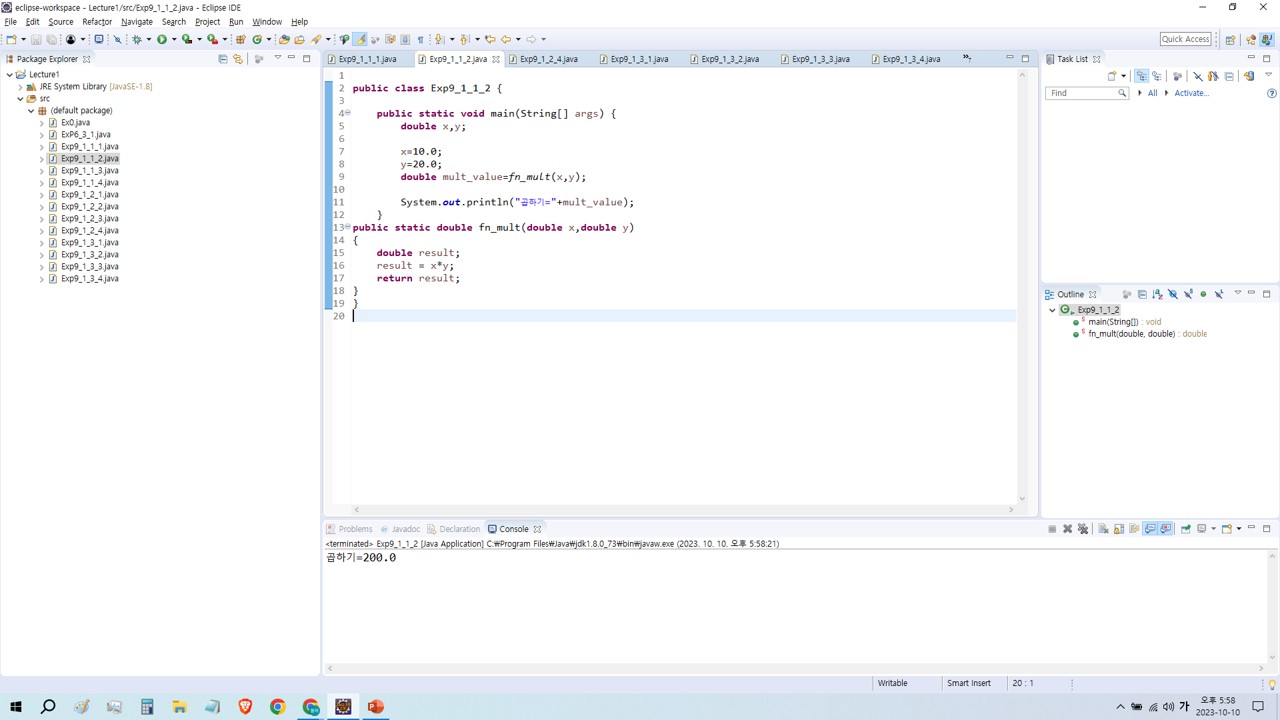 eclipse-workspace - Lecture1/src/Exp9_1_1_2.java - Eclipse IDE
File Edit Source Refactor Navigate Search Project Run Window Help
Quick Access
Package Explorer
Lecture1
JRE System Library [JavaSE-1.8]
src
(default package)
Ex0.java
ExP6_3_1.java
Exp9_1_1_1.java
Exp9_1_1_2.java
Exp9_1_1_3.java
Exp9_1_1_4.java
Exp9_1_2_1.java
Exp9_1_2_2.java
Exp9_1_2_3.java
Exp9_1_2_4.java
Exp9_1_3_1.java
Exp9_1_3_2.java
Exp9_1_3_3.java
Exp9_1_3_4.java
Exp9_1_1_1.java Exp9_1_1_2.java Exp9_1_2_4.java Exp9_1_3_1.java Exp9_1_3_2.java Exp9_1_3_3.java Exp9_1_3_4.java
1
2 public class Exp9_1_1_2 {
3
4 public static void main(String[] args) {
5 double x,y;
6
7 x=10.0;
8 y=20.0;
9 double mult_value=fn_mult(x,y);
10
11 System.out.println("곱하기="+mult_value);
12 }
13 public static double fn_mult(double x,double y)
14 {
15 double result;
16 result = x*y;
17 return result;
18 }
19 }
20
Task List
Find All Activate...
Outline
Exp9_1_1_2
main(String[]) : void
fn_mult(double, double) : double
Problems Javadoc Declaration Console
<terminated> Exp9_1_1_2 [Java Application] C:₩Program Files₩Java₩jdk1.8.0_73₩bin₩javaw.exe (2023. 10. 10. 오후 5:58:21)
곱하기=200.0
Writable Smart Insert 20 : 1
가 오후 5:58
2023-10-10